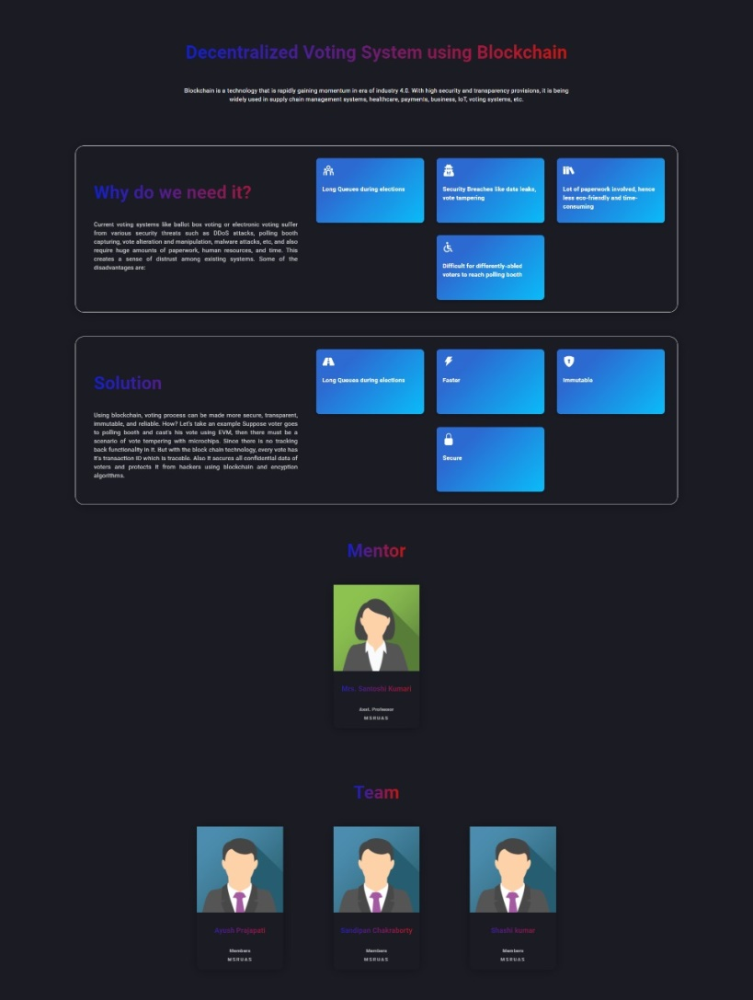 Decentralized Voting System using Blockchain
Blockchain is a technology that is rapidly gaining momentum in era of industry 4.0. With high security and transparency provisions, it is being
widely used in supply chain management systems, healthcare, payments, business, IoT, voting systems, etc.
Why do we need it?
Current voting systems like ballot box voting or electronic voting suffer
from various security threats such as DDoS attacks, polling booth
capturing, vote alteration and manipulation, malware attacks, etc, and also
require huge amounts of paperwork, human resources, and time. This
creates a sense of distrust among existing systems. Some of the
disadvantages are:
Long Queues during elections
Security Breaches like data leaks,
vote tampering
Lot of paperwork involved, hence
less eco-friendly and time-
consuming
Difficult for differently-abled
voters to reach polling booth
Solution
Using blockchain, voting process can be made more secure, transparent,
immutable, and reliable. How? Let's take an example Suppose voter goes
to polling booth and cast's his vote using EVM, then there must be a
scenario of vote tempering with microchips. Since there is no tracking
back functionality in it. But with the block chain technology, every vote has
it's transaction ID which is tracable. Also it secures all confidential data of
voters and protects it from hackers using blockchain and encyption
algorithms.
Long Queues during elections
Faster
Immutable
Secure
Mentor
Mrs. Santoshi Kumari
Asst. Professor
MSRUAS
Team
Ayush Prajapati
Sandipan Chakraborty
Shashi kumar
Members
Members
Members
MSRUAS
MSRUAS
MSRUAS